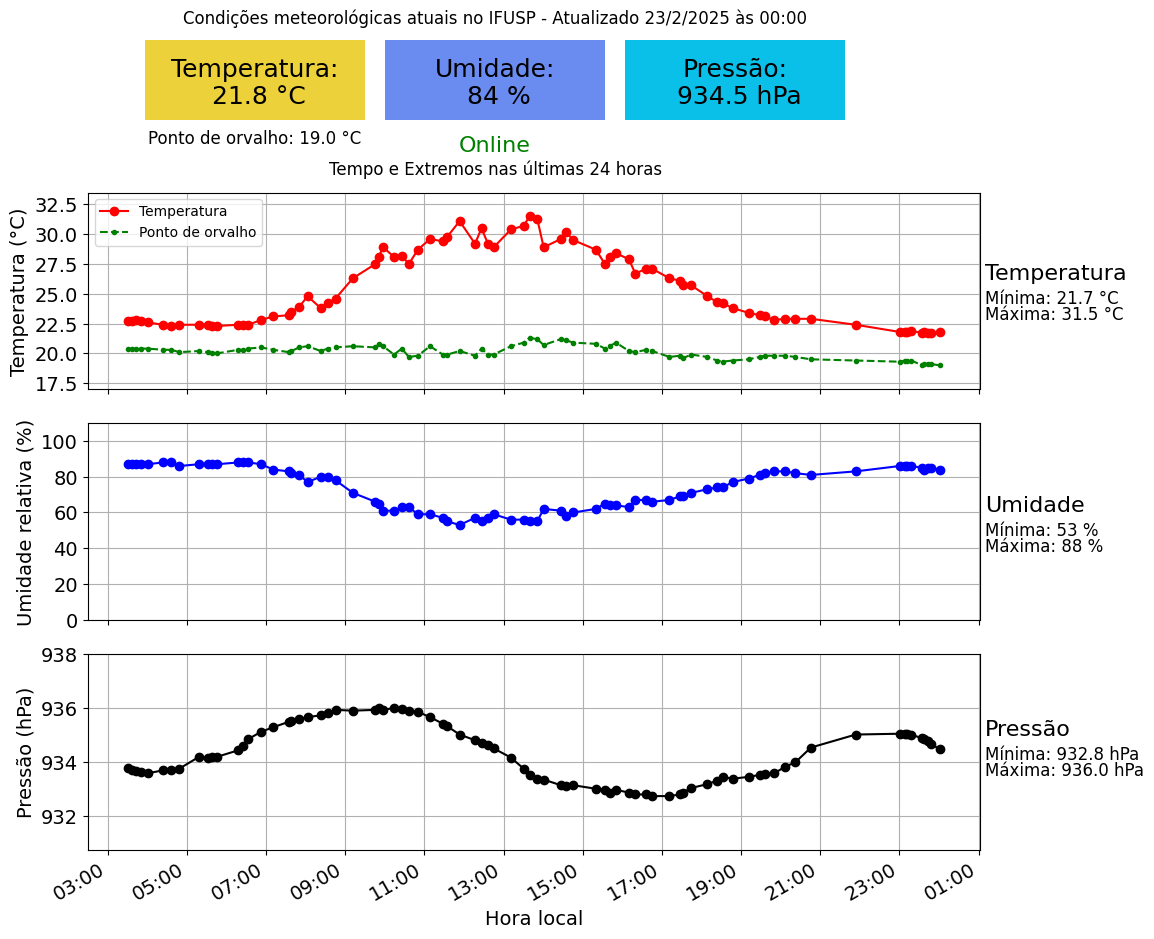 Condições meteorológicas atuais no IFUSP - Atualizado 23/2/2025 às 00:00
Temperatura:
21.8 °C
Umidade:
84 %
Pressão:
934.5 hPa
Ponto de orvalho: 19.0 °C
Online
Tempo e Extremos nas últimas 24 horas
Temperatura (°C)
32.5
30.0
27.5
25.0
22.5
20.0
17.5
Temperatura
Ponto de orvalho
Temperatura
Mínima: 21.7 °C
Máxima: 31.5 °C
Umidade relativa (%)
100
80
60
40
20
0
Umidade
Mínima: 53 %
Máxima: 88 %
Pressão (hPa)
938
936
934
932
Pressão
Mínima: 932.8 hPa
Máxima: 936.0 hPa
03:00
05:00
07:00
09:00
11:00
13:00
15:00
17:00
19:00
21:00
23:00
01:00
Hora local